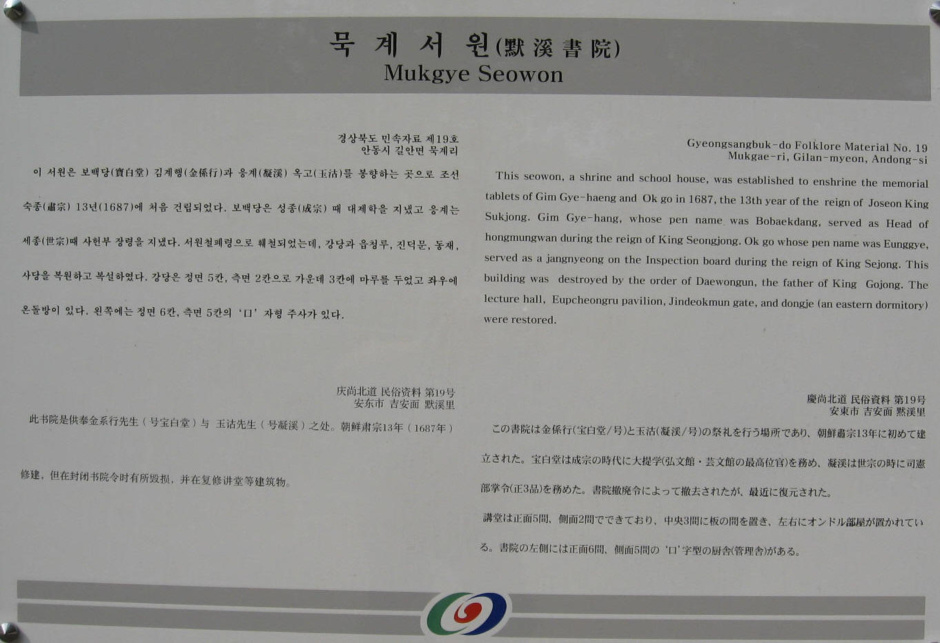 묵 계 서 원(默 溪 書 院)
Mukgye Seowon
경상북도 민속자료 제19호
안동시 길안면 묵계리
이 서원은 보백당(寶白堂) 김계행(金係行)과 응계(凝溪) 옥고(玉沽)를 봉향하는 곳으로 조선
숙종(肅宗) 13년(1687)에 처음 건립되었다. 보백당은 성종(成宗) 때 대제학을 지냈고 응계는
세종(世宗)때 사헌부 장령을 지냈다. 서원철폐령으로 훼철되었는데, 강당과 읍청루, 진덕문, 동재,
사당을 복원하고 복설하였다. 강당은 정면 5칸, 측면 2칸으로 가운데 3칸에 마루를 두었고 좌우에
온돌방이 있다. 왼쪽에는 정면 6칸, 측면 5칸의 ‘口’ 자형 주사가 있다.
Gyeongsangbuk-do Folklore Material No. 19
Mukgae-ri, Gilan-myeon, Andong-si
This seowon, a shrine and school house, was established to enshrine the memorial
tablets of Gim Gye-haeng and Ok go in 1687, the 13th year of the reign of Joseon King
Sukjong. Gim Gye-hang, whose pen name was Bobaekdang, served as Head of
hongmungwan during the reign of King Seongjong. Ok go whose pen name was Eunggye,
served as a jangnyeong on the Inspection board during the reign of King Sejong. This
building was destroyed by the order of Daewongun, the father of King Gojong. The
lecture hall, Eupcheongru pavilion, Jindeokmun gate, and dongje (an eastern dormitory)
were restored.
庆尚北道 民俗资料 第19号
安东市 吉安面 默溪里
此书院是供奉金系行先生（号宝白堂）与 玉沽先生（号凝溪）之处。朝鲜肃宗13年（1687年）
修建，但在封闭书院令时有所毁损，并在复修讲堂等建筑物。
慶尚北道 民俗資料 第19号
安東市 吉安面 黙溪里
この書院は金係行(宝白堂/号)と玉沽(凝溪/号)の祭礼を行う場所であり、朝鮮肅宗13年に初めて建
立された。宝白堂は成宗の時代に大提学(弘文館・芸文館の最高位官)を務め、凝溪は世宗の時に司憲
部掌令(正3品)を務めた。書院撤廃令によって撤去されたが、最近に復元された。
講堂は正面5間、側面2間でできており、中央3間に板の間を置き、左右にオンドル部屋が置かれてい
る。書院の左側には正面6間、側面5間の ‘口’字型の厨舎(管理舎)がある。